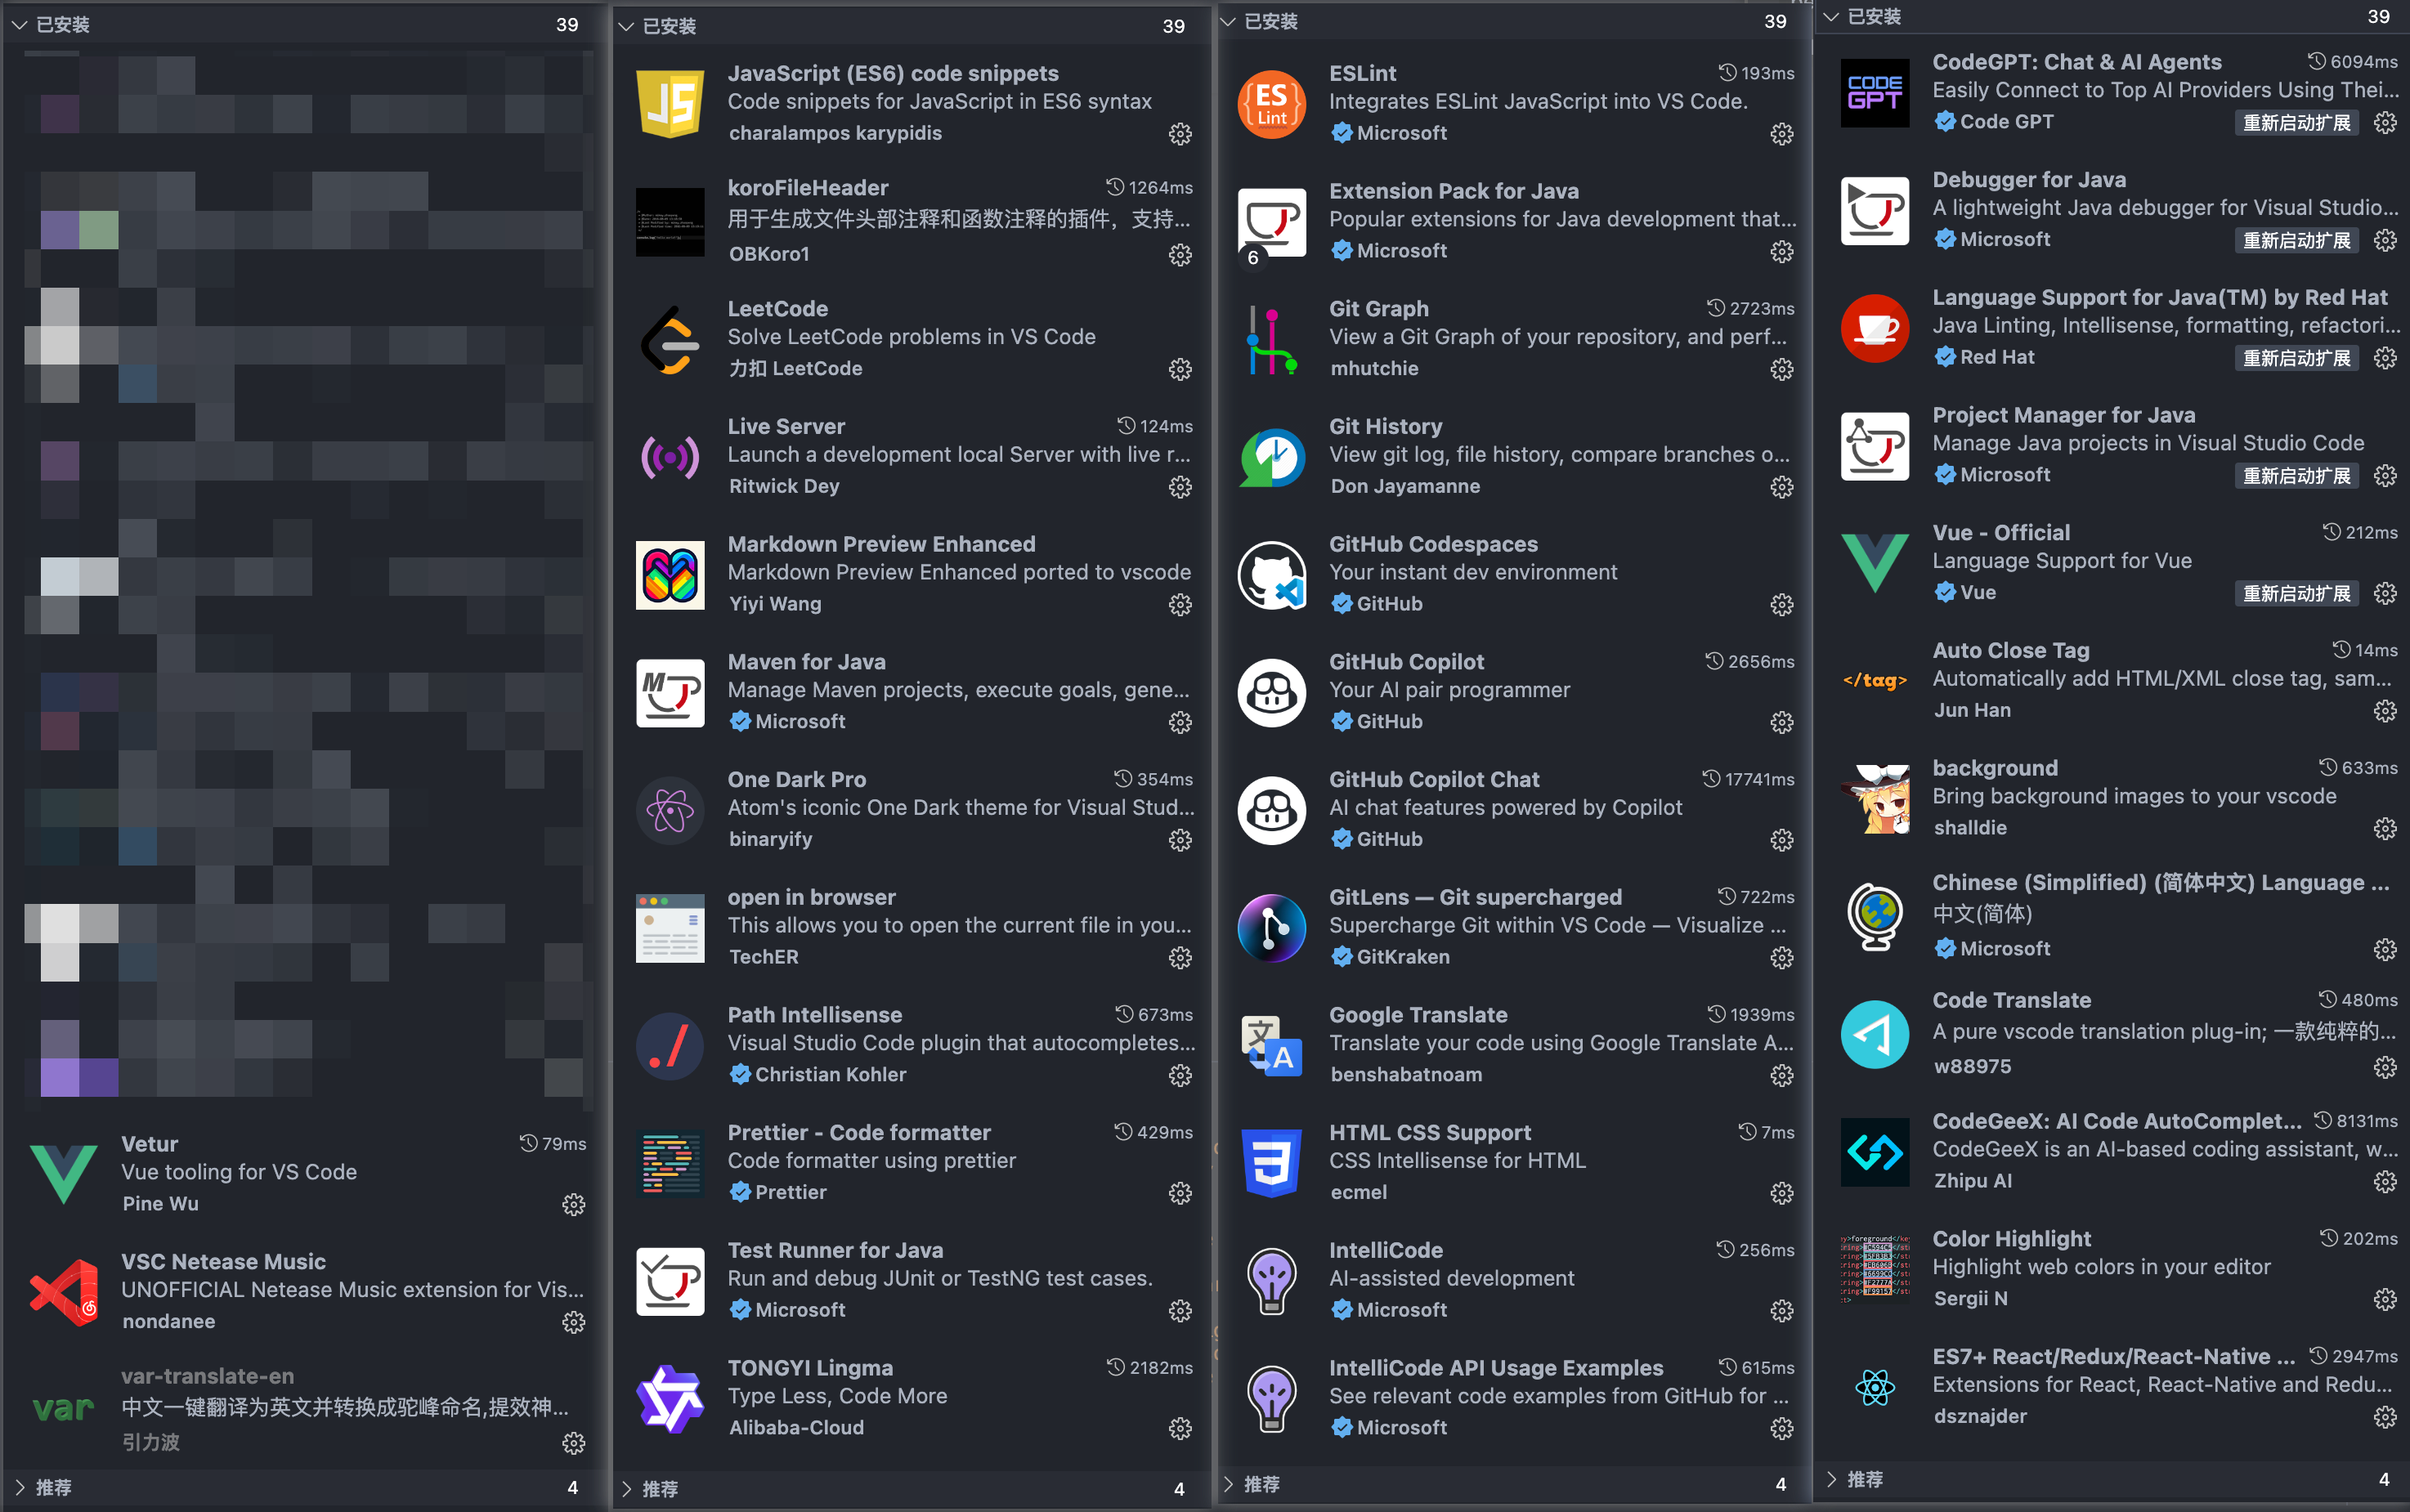 已安装 39
Vetur 79ms
Vue tooling for VS Code
Pine Wu
VSC Netease Music
UNOFFICIAL Netease Music extension for Vis...
nondanee
var
var-translate-en
中文一键翻译为英文并转换成驼峰命名,提效神...
引力波
推荐 4
已安装 39
JS
JavaScript (ES6) code snippets
Code snippets for JavaScript in ES6 syntax
charalampos karypidis
koroFileHeader 1264ms
用于生成文件头部注释和函数注释的插件，支持...
OBKoro1
LeetCode
Solve LeetCode problems in VS Code
力扣 LeetCode
Live Server 124ms
Launch a development local Server with live r...
Ritwick Dey
Markdown Preview Enhanced
Markdown Preview Enhanced ported to vscode
Yiyi Wang
M
Maven for Java
Manage Maven projects, execute goals, gene...
Microsoft
One Dark Pro 354ms
Atom's iconic One Dark theme for Visual Stud...
binaryify
open in browser
This allows you to open the current file in you...
TechER
Path Intellisense 673ms
Visual Studio Code plugin that autocompletes...
Christian Kohler
Prettier - Code formatter 429ms
Code formatter using prettier
Prettier
Test Runner for Java
Run and debug JUnit or TestNG test cases.
Microsoft
TONGYI Lingma 2182ms
Type Less, Code More
Alibaba-Cloud
推荐 4
已安装 39
ES
Lint
ESLint 193ms
Integrates ESLint JavaScript into VS Code.
Microsoft
6
Extension Pack for Java
Popular extensions for Java development that...
Microsoft
Git Graph 2723ms
View a Git Graph of your repository, and perf...
mhutchie
Git History
View git log, file history, compare branches o...
Don Jayamanne
GitHub Codespaces
Your instant dev environment
GitHub
GitHub Copilot 2656ms
Your AI pair programmer
GitHub
GitHub Copilot Chat 17741ms
AI chat features powered by Copilot
GitHub
GitLens — Git supercharged 722ms
Supercharge Git within VS Code — Visualize ...
GitKraken
文 A
Google Translate 1939ms
Translate your code using Google Translate A...
benshabatnoam
HTML CSS Support 7ms
CSS Intellisense for HTML
ecmel
IntelliCode 256ms
AI-assisted development
Microsoft
IntelliCode API Usage Examples 615ms
See relevant code examples from GitHub for ...
Microsoft
推荐 4
已安装 39
CODE
GPT
CodeGPT: Chat & AI Agents 6094ms
Easily Connect to Top AI Providers Using Thei...
Code GPT 重新启动扩展
Debugger for Java
A lightweight Java debugger for Visual Studio...
Microsoft 重新启动扩展
Language Support for Java(TM) by Red Hat
Java Linting, Intellisense, formatting, refactori...
Red Hat 重新启动扩展
Project Manager for Java
Manage Java projects in Visual Studio Code
Microsoft 重新启动扩展
Vue - Official 212ms
Language Support for Vue
Vue 重新启动扩展
</tag>
Auto Close Tag 14ms
Automatically add HTML/XML close tag, sam...
Jun Han
background 633ms
Bring background images to your vscode
shalldie
Chinese (Simplified) (简体中文) Language ...
中文(简体)
Microsoft
Code Translate 480ms
A pure vscode translation plug-in; 一款纯粹的...
w88975
CodeGeeX: AI Code AutoComplet... 8131ms
CodeGeeX is an AI-based coding assistant, w...
Zhipu AI
Color Highlight 202ms
Highlight web colors in your editor
Sergii N
ES7+ React/Redux/React-Native ... 2947ms
Extensions for React, React-Native and Redu...
dsznajder
推荐 4